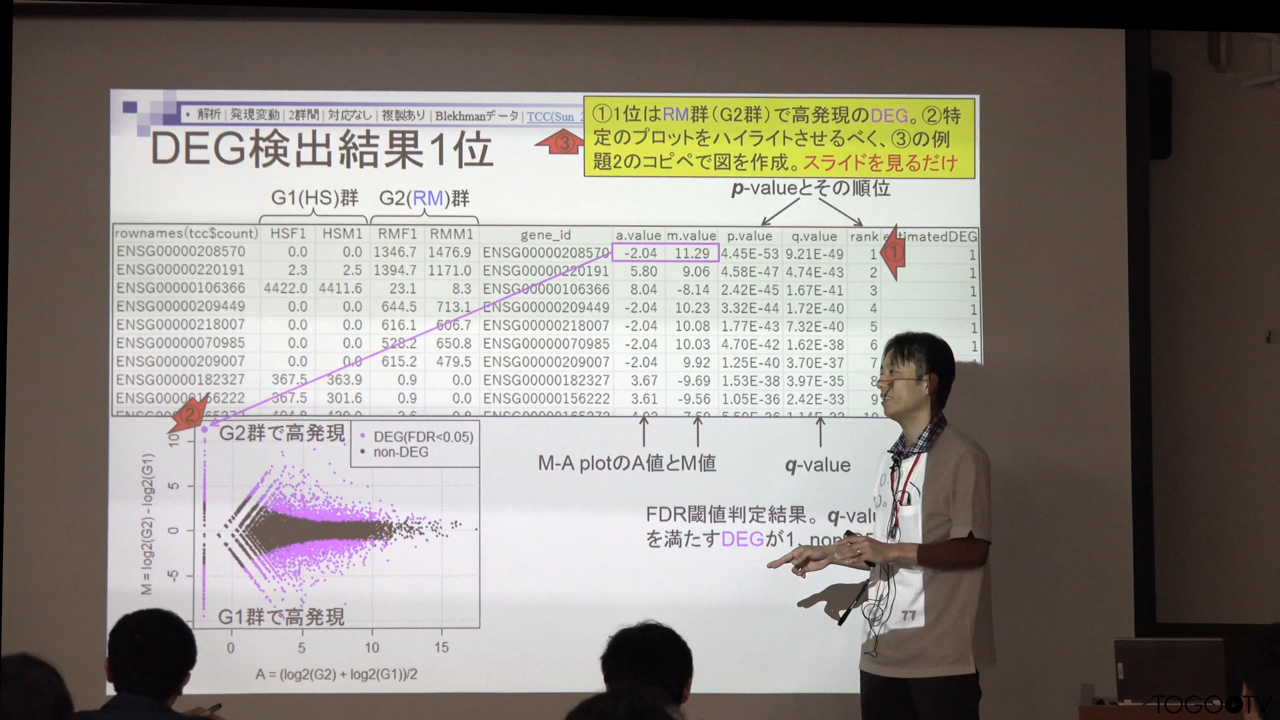 • 解析 | 発現変動 | 2群間 | 対応なし | 複製あり | Blekhmanデータ | TCC(Sun_2
DEG検出結果1位
③
①1位はRM群(G2群)で高発現のDEG。②特
定のプロットをハイライトさせるべく、③の例
題2のコピペで図を作成。スライドを見るだけ
G1(HS)群 G2(RM)群
p-valueとその順位
rownames(tcc$count) HSF1 HSM1 RMF1 RMM1 gene_id a.value m.value p.value q.value rank timatedDEG
ENSG00000208570 0.0 0.0 1346.7 1476.9 ENSG00000208570 -2.04 11.29 4.45E-53 9.21E-49 1 1
①
ENSG00000220191 2.3 2.5 1394.7 1171.0 ENSG00000220191 5.80 9.06 4.58E-47 4.74E-43 2 1
ENSG00000106366 4422.0 4411.6 23.1 8.3 ENSG00000106366 8.04 -8.14 2.42E-45 1.67E-41 3 1
ENSG00000209449 0.0 0.0 644.5 713.1 ENSG00000209449 -2.04 10.23 3.32E-44 1.72E-40 4 1
ENSG00000218007 0.0 0.0 616.1 606.7 ENSG00000218007 -2.04 10.08 1.77E-43 7.32E-40 5 1
ENSG00000070985 0.0 0.0 528.2 650.8 ENSG00000070985 -2.04 10.03 4.70E-42 1.62E-38 6 1
ENSG00000209007 0.0 0.0 615.2 479.5 ENSG00000209007 -2.04 9.92 1.25E-40 3.70E-37 7
ENSG00000182327 367.5 363.9 0.9 0.0 ENSG00000182327 3.67 -9.69 1.53E-38 3.97E-35 8
ENSG00000156222 367.5 301.6 0.9 0.0 ENSG00000156222 3.61 -9.56 1.05E-36 2.42E-33 9
②
G2群で高発現
DEG(FDR<0.05)
non-DEG
M-A plotのA値とM値
q-value
FDR閾値判定結果。q-valu
を満たすDEGが1、non
G1群で高発現
M = log2(G2) - log2(G1)
10
5
0
-5
0 5 10 15
A = (log2(G2) + log2(G1))/2
77
TOGOTV